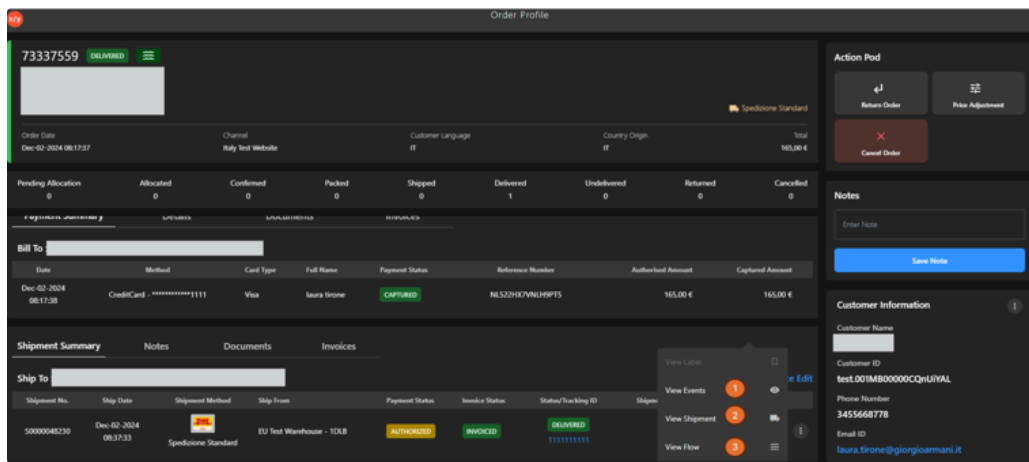 n/y
Order Profile
73337559 DELIVERED
Spedizione Standard
Order Date Channel Customer Language Country Origin Total
Dec-02-2024 08:17:37 Italy Test Website IT IT 165,00 €
Pending Allocation Allocated Confirmed Packed Shipped Delivered Undelivered Returned Cancelled
0 0 0 0 0 1 0 0 0
Payment Summary Details Documents Invoices
Bill To :
Date Method Card Type Full Name Payment Status Reference Number Authorised Amount Captured Amount
Dec-02-2024 08:17:38 CreditCard - ************1111 Visa laura tirone CAPTURED NLS22HX7VNLH9PT5 165,00 € 165,00 €
Shipment Summary Notes Documents Invoices
Ship To
Edit
Shipment No. Ship Date Shipment Method Ship From Payment Status Invoice Status Status/Tracking ID
S0000048230 Dec-02-2024 08:37:33 DHL Spedizione Standard EU Test Warehouse - 1DLB AUTHORIZED INVOICED DELIVERED 1111111111
View Label
View Events 1
View Shipment 2
View Flow 3
Action Pod
Return Order Price Adjustment
Cancel Order
Notes
Enter Note
Save Note
Customer Information
Customer Name
Customer ID
test.001MB00000CQnUiYAL
Phone Number
3455668778
Email ID
laura.tirone@giorgioarmani.it